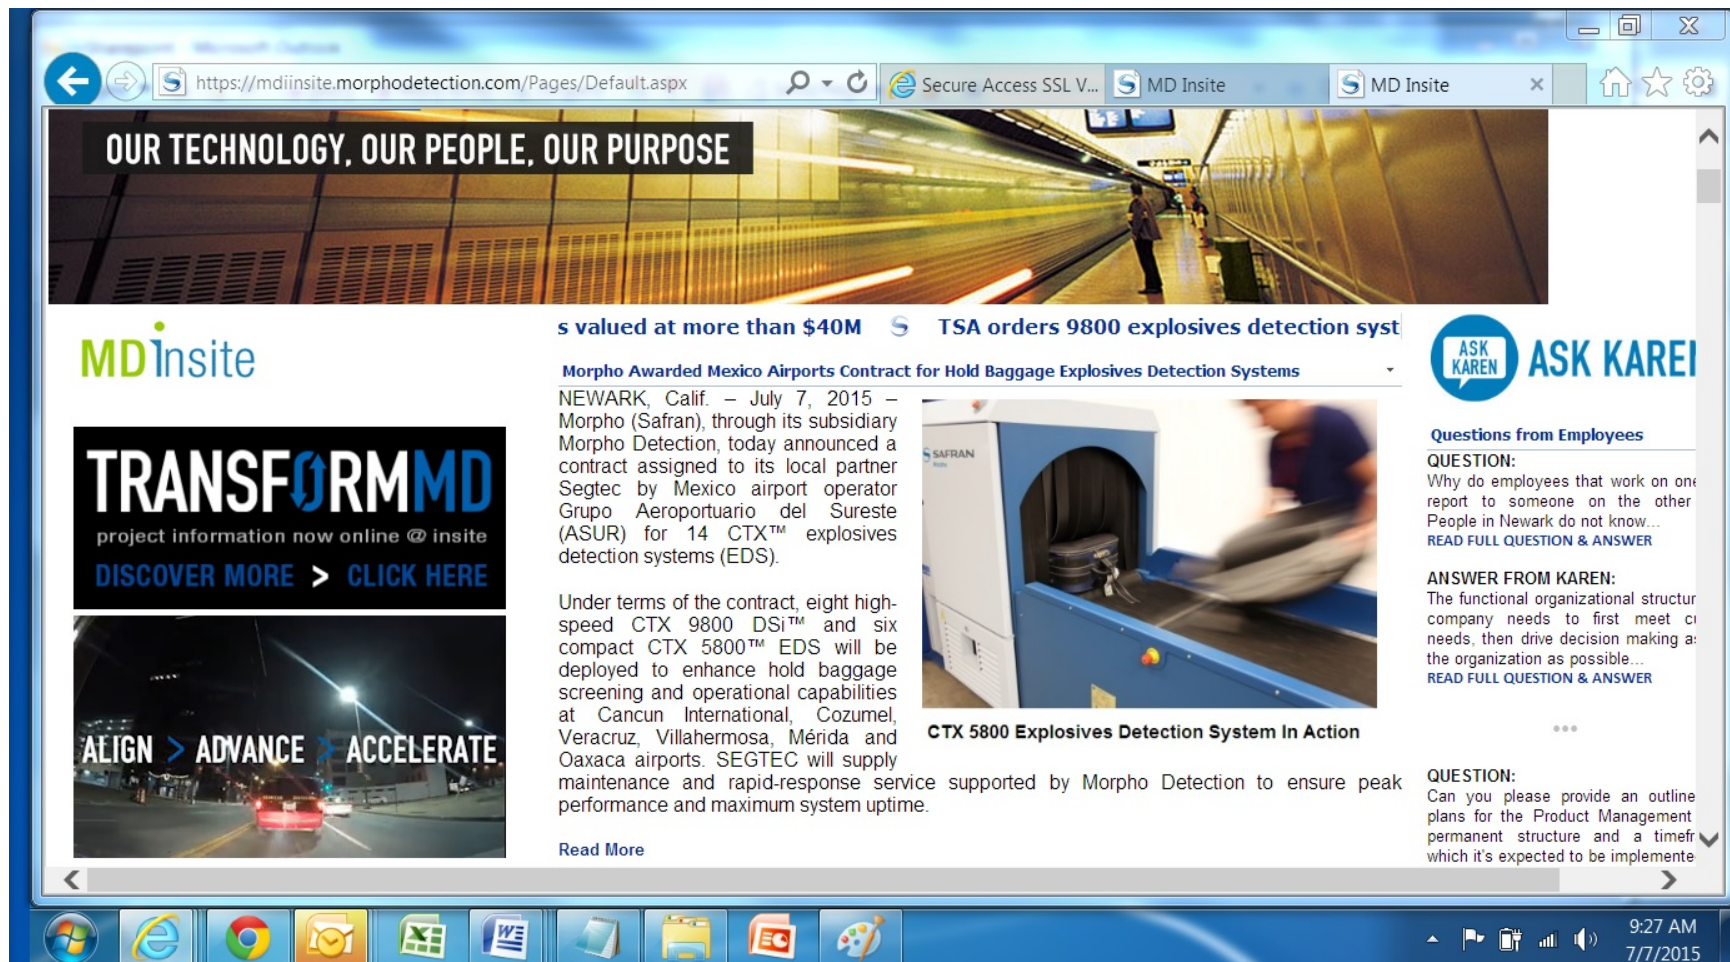 https://mdiinsite.morphodetection.com/Pages/Default.aspx
Secure Access SSL V...
MD Insite
MD Insite
OUR TECHNOLOGY, OUR PEOPLE, OUR PURPOSE
MDinsite
TRANSFORMMD
project information now online @ insite
DISCOVER MORE > CLICK HERE
ALIGN > ADVANCE > ACCELERATE
s valued at more than $40M
TSA orders 9800 explosives detection syst
Morpho Awarded Mexico Airports Contract for Hold Baggage Explosives Detection Systems
NEWARK, Calif. – July 7, 2015 –
Morpho (Safran), through its subsidiary
Morpho Detection, today announced a
contract assigned to its local partner
Segtec by Mexico airport operator
Grupo Aeroportuario del Sureste
(ASUR) for 14 CTX™ explosives
detection systems (EDS).
Under terms of the contract, eight high-
speed CTX 9800 DSi™ and six
compact CTX 5800™ EDS will be
deployed to enhance hold baggage
screening and operational capabilities
at Cancun International, Cozumel,
Veracruz, Villahermosa, Mérida and
Oaxaca airports. SEGTEC will supply
maintenance and rapid-response service supported by Morpho Detection to ensure peak
performance and maximum system uptime.
Read More
SAFRAN
Morpho
CTX 5800 Explosives Detection System In Action
ASK
KAREN
ASK KAREN
Questions from Employees
QUESTION:
Why do employees that work on one
report to someone on the other
People in Newark do not know...
READ FULL QUESTION & ANSWER
ANSWER FROM KAREN:
The functional organizational structur
company needs to first meet cu
needs, then drive decision making as
the organization as possible...
READ FULL QUESTION & ANSWER
QUESTION:
Can you please provide an outline
plans for the Product Management
permanent structure and a timefr
which it's expected to be implemente
9:27 AM
7/7/2015